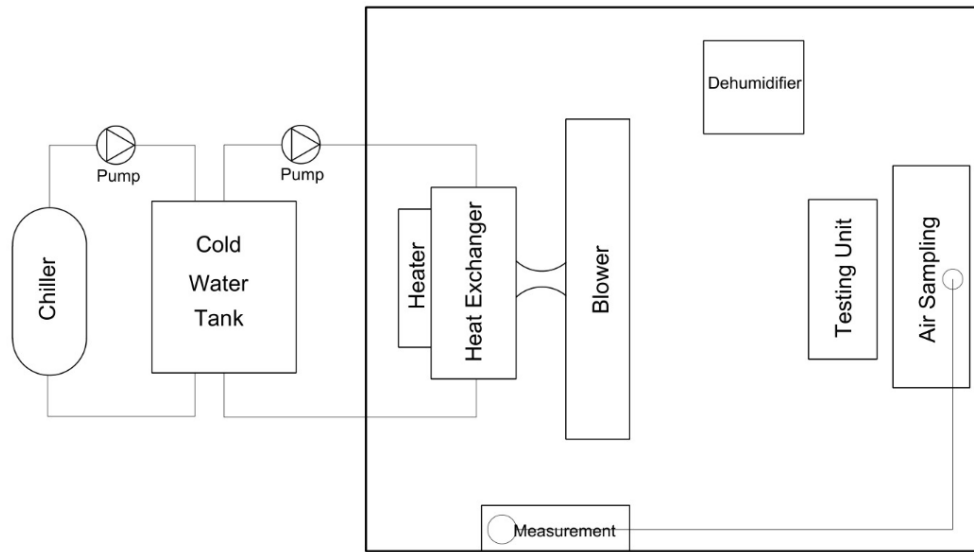 Dehumidifier
Pump
Pump
Chiller
Cold
Water
Tank
Heater
Heat Exchanger
Blower
Testing Unit
Air Sampling
Measurement